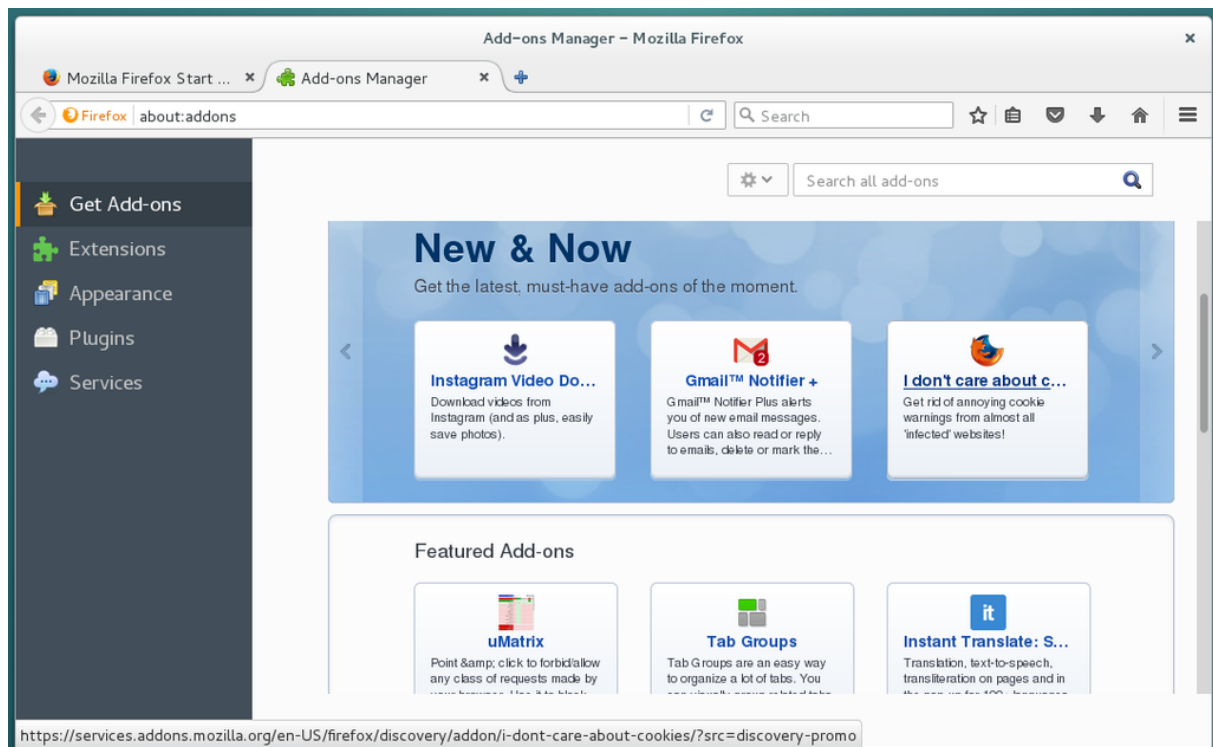 Add-ons Manager - Mozilla Firefox
Mozilla Firefox Start ...
Add-ons Manager
Firefox
about:addons
Search
Search all add-ons
Get Add-ons
Extensions
Appearance
Plugins
Services
New & Now
Get the latest, must-have add-ons of the moment.
Instagram Video Do...
Download videos from
Instagram (and as plus, easily
save photos).
2
Gmail™ Notifier +
Gmail™ Notifier Plus alerts
you of new email messages.
Users can also read or reply
to emails, delete or mark the...
I don't care about c...
Get rid of annoying cookie
warnings from almost all
'infected' websites!
Featured Add-ons
uMatrix
Point &amp; click to forbid/allow
any class of requests made by
Tab Groups
Tab Groups are an easy way
to organize a lot of tabs. You
it
Instant Translate: S...
Translation, text-to-speech,
transliteration on pages and in
https://services.addons.mozilla.org/en-US/firefox/discovery/addon/i-dont-care-about-cookies/?src=discovery-promo